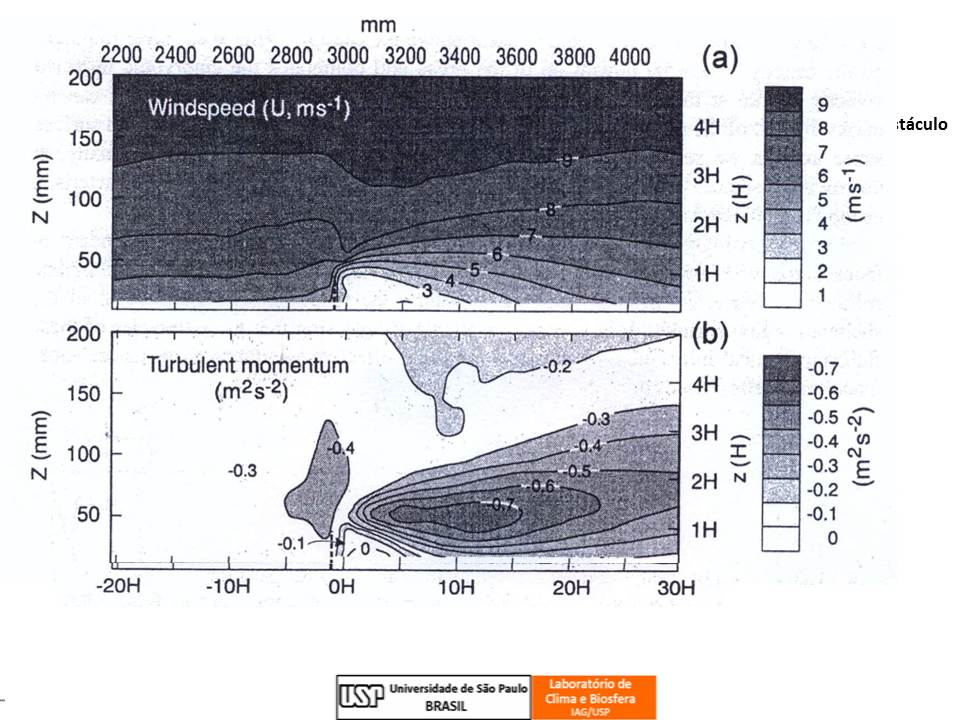 mm
2200 2400 2600 2800 3000 3200 3400 3600 3800 4000
(a)
Windspeed (U, ms-1)
200
150
100
50
Z (mm)
9
8
7
6
5
4
3
4H
3H
2H
1H
z (H)
9
8
7
6
5
4
3
2
1
(ms-1)
táculo
(b)
Turbulent momentum
(m2s-2)
200
150
100
50
Z (mm)
-0.2
-0.3
-0.4
-0.5
-0.6
-0.7
-0.4
-0.3
-0.1
0
4H
3H
2H
1H
z (H)
-0.7
-0.6
-0.5
-0.4
-0.3
-0.2
-0.1
0
(m2s-2)
-20H -10H 0H 10H 20H 30H
USP
Universidade de São Paulo
BRASIL
Laboratório de
Clima e Biosfera
IAG/USP